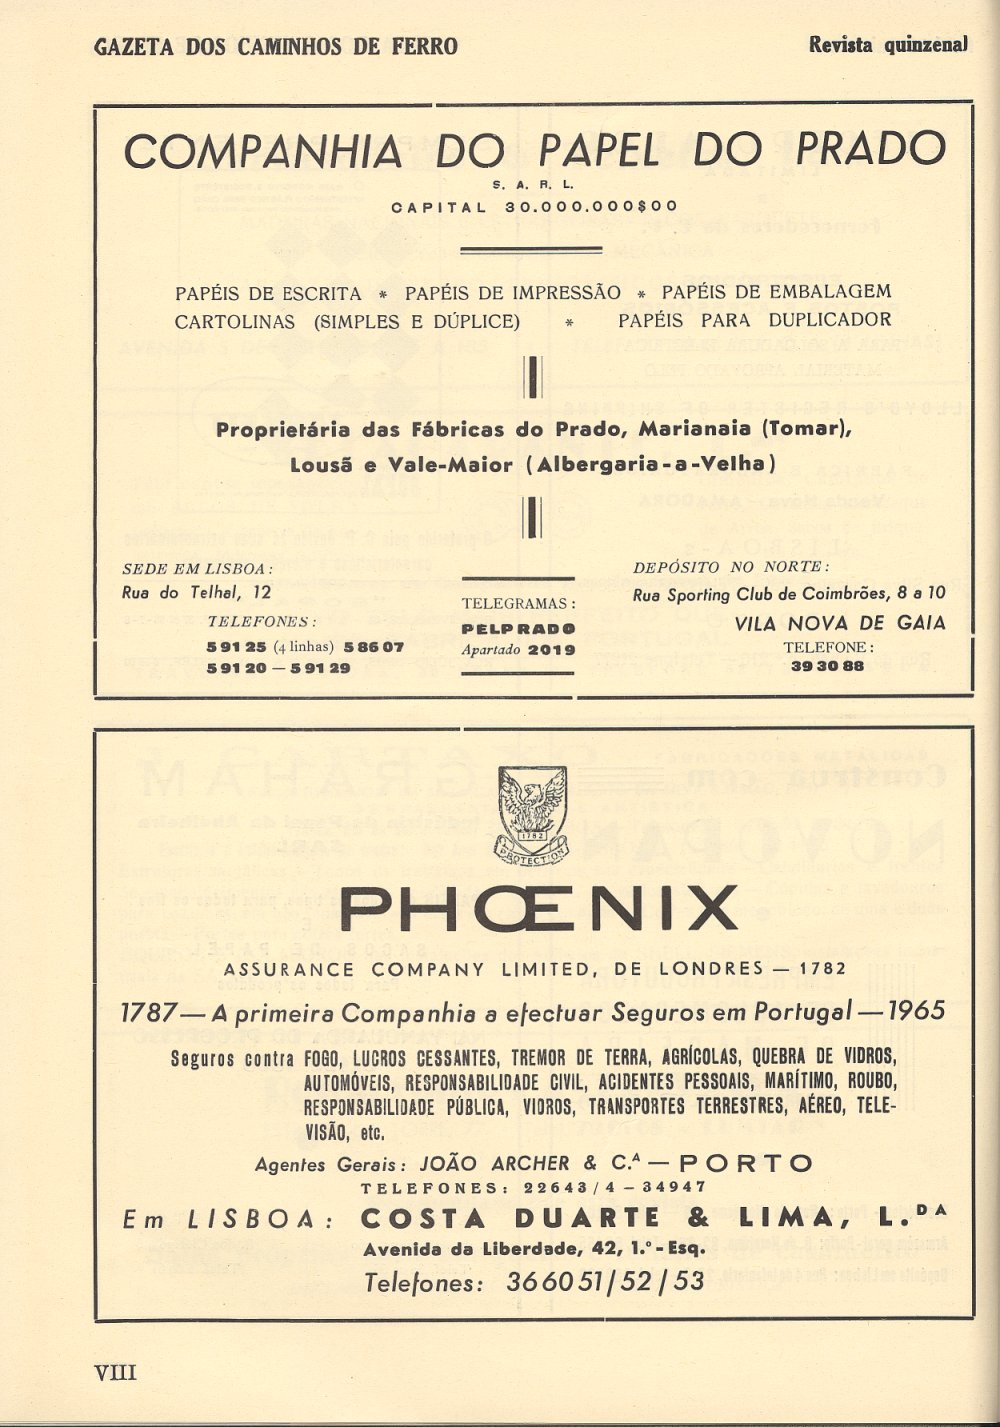 GAZETA DOS CAMINHOS DE FERRO
Revista quinzenal
COMPANHIA DO PAPEL DO PRADO
S. A. R. L.
CAPITAL 30.000.000$00
PAPÉIS DE ESCRITA * PAPÉIS DE IMPRESSÃO * PAPÉIS DE EMBALAGEM
CARTOLINAS (SIMPLES E DÚPLICE) * PAPÉIS PARA DUPLICADOR
Proprietária das Fábricas do Prado, Marianaia (Tomar),
Lousã e Vale-Maior (Albergaria-a-Velha)
SEDE EM LISBOA:
Rua do Telhal, 12
TELEFONES:
5 91 25 (4 linhas) 5 86 07
5 91 20 — 5 91 29
TELEGRAMAS:
PELPRADO
Apartado 2019
DEPÓSITO NO NORTE:
Rua Sporting Club de Coimbrões, 8 a 10
VILA NOVA DE GAIA
TELEFONE:
39 30 88
1782
PROTECTION
PHŒNIX
ASSURANCE COMPANY LIMITED, DE LONDRES — 1782
1787 — A primeira Companhia a efectuar Seguros em Portugal — 1965
Seguros contra FOGO, LUCROS CESSANTES, TREMOR DE TERRA, AGRÍCOLAS, QUEBRA DE VIDROS,
AUTOMÓVEIS, RESPONSABILIDADE CIVIL, ACIDENTES PESSOAIS, MARÍTIMO, ROUBO,
RESPONSABILIDADE PÚBLICA, VIDROS, TRANSPORTES TERRESTRES, AÉREO, TELE-
VISÃO, etc.
Agentes Gerais: JOÃO ARCHER & C.ª — PORTO
TELEFONES: 22643/4 – 34947
Em LISBOA: COSTA DUARTE & LIMA, L.DA
Avenida da Liberdade, 42, 1.º - Esq.
Telefones: 366051/52/53
VIII